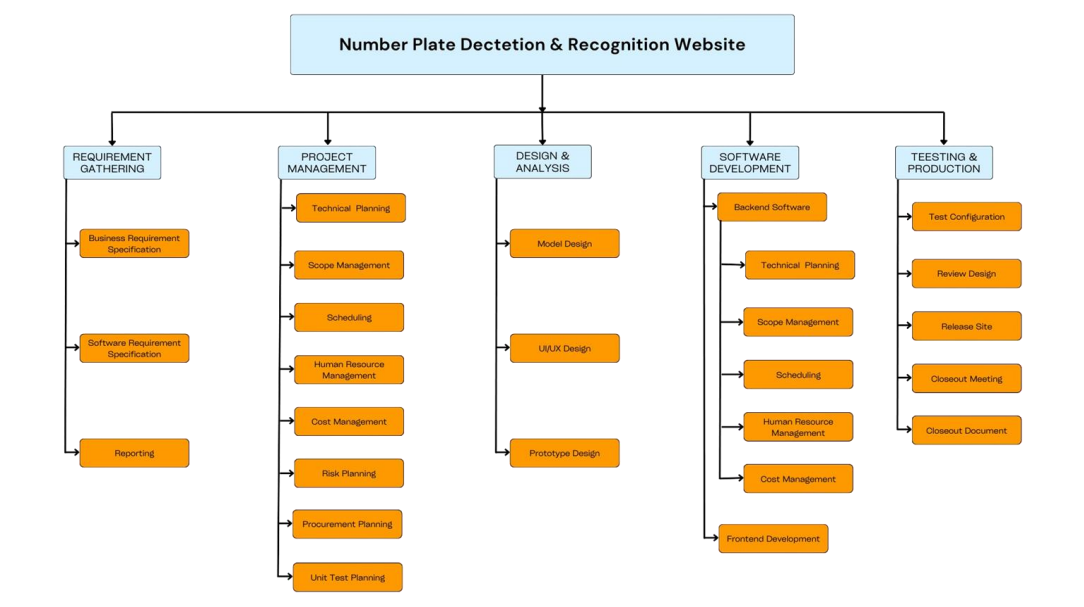 Number Plate Dectetion & Recognition Website
REQUIREMENT
GATHERING
Business Requirement
Specification
Software Requirement
Specification
Reporting
PROJECT
MANAGEMENT
Technical Planning
Scope Management
Scheduling
Human Resource
Management
Cost Management
Risk Planning
Procurement Planning
Unit Test Planning
DESIGN &
ANALYSIS
Model Design
UI/UX Design
Prototype Design
SOFTWARE
DEVELOPMENT
Backend Software
Technical Planning
Scope Management
Scheduling
Human Resource
Management
Cost Management
Frontend Development
TEESTING &
PRODUCTION
Test Configuration
Review Design
Release Site
Closeout Meeting
Closeout Document